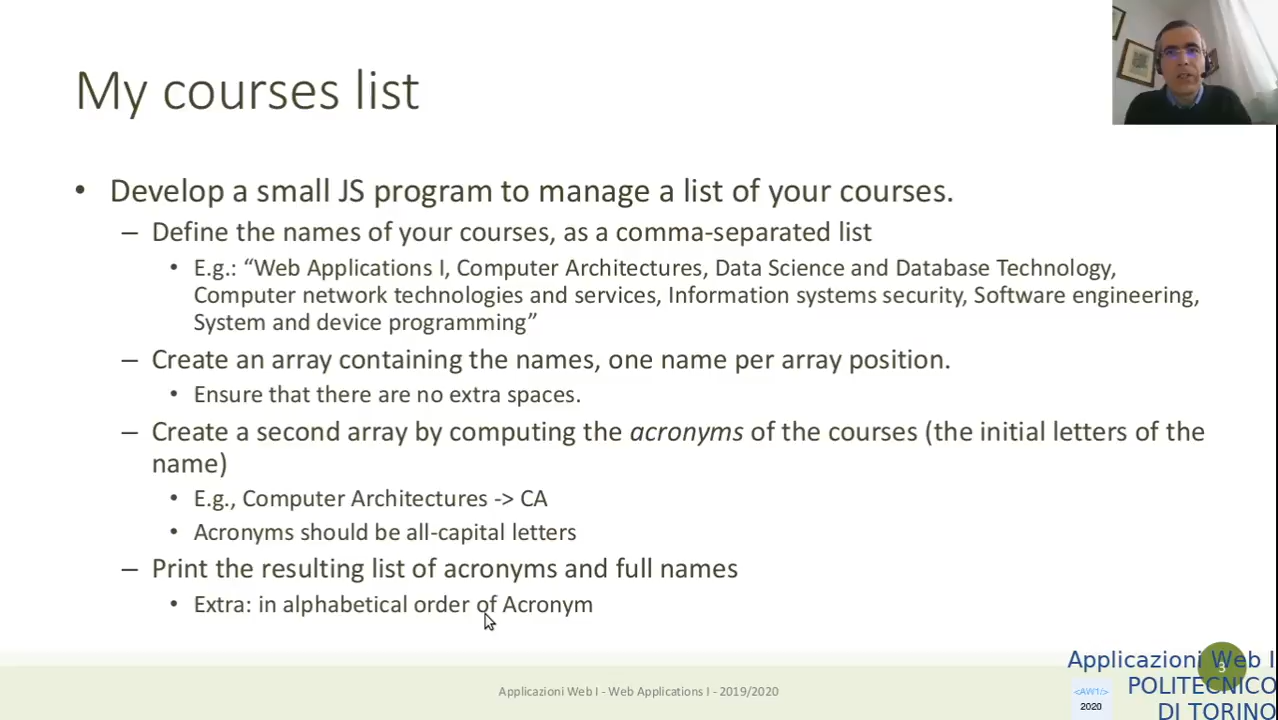 My courses list
• Develop a small JS program to manage a list of your courses.
– Define the names of your courses, as a comma-separated list
• E.g.: “Web Applications I, Computer Architectures, Data Science and Database Technology,
Computer network technologies and services, Information systems security, Software engineering,
System and device programming”
– Create an array containing the names, one name per array position.
• Ensure that there are no extra spaces.
– Create a second array by computing the acronyms of the courses (the initial letters of the
name)
• E.g., Computer Architectures -> CA
• Acronyms should be all-capital letters
– Print the resulting list of acronyms and full names
• Extra: in alphabetical order of Acronym
Applicazioni Web I - Web Applications I - 2019/2020
3
Applicazioni Web I
POLITECNICO
DI TORINO
<AW1/>
2020